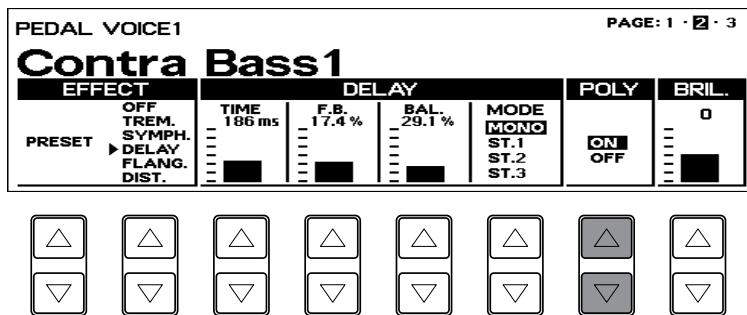 PEDAL VOICE1
PAGE: 1 · 2 · 3
Contra Bass1
EFFECT
DELAY
POLY
BRIL.
PRESET
OFF
TREM.
SYMPH.
DELAY
FLANG.
DIST.
TIME
186 ms
F.B.
17.4 %
BAL.
29.1 %
MODE
MONO
ST.1
ST.2
ST.3
ON
OFF
0